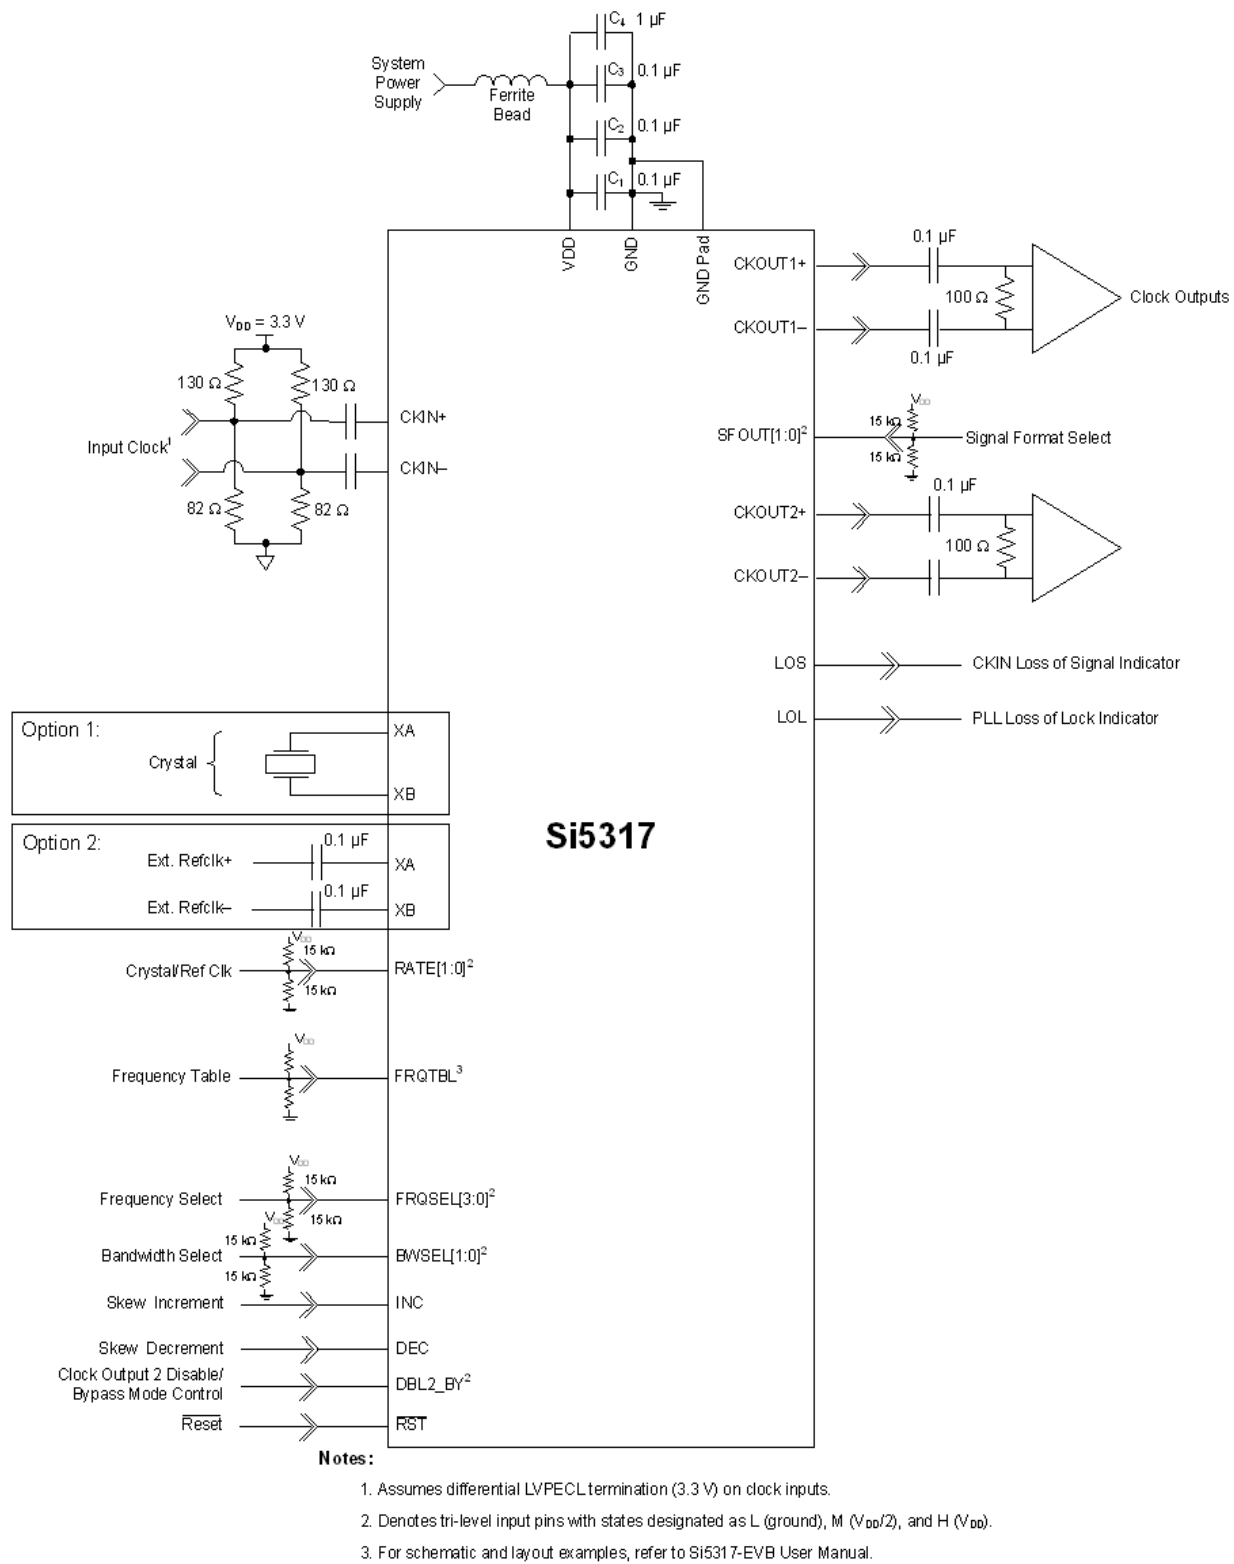 C4 1 µF
System
Power
Supply
Ferrite
Bead
C3 0.1 µF
C2 0.1 µF
C1 0.1 µF
VDD
GND
GND Pad
CKOUT1+
0.1 µF
100 Ω
Clock Outputs
CKOUT1–
0.1 µF
VDD = 3.3 V
130 Ω
130 Ω
Input Clock1
CKIN+
CKIN–
82 Ω
82 Ω
SFOUT[1:0]2
VDD
15 kΩ
15 kΩ
Signal Format Select
0.1 µF
CKOUT2+
100 Ω
CKOUT2–
LOS
CKIN Loss of Signal Indicator
LOL
PLL Loss of Lock Indicator
Option 1:
Crystal
XA
XB
Si5317
Option 2:
0.1 µF
Ext. Refclk+
XA
0.1 µF
Ext. Refclk–
XB
VDD
15 kΩ
Crystal/Ref Clk
RATE[1:0]2
15 kΩ
VDD
Frequency Table
FRQTBL3
VDD
15 kΩ
Frequency Select
FRQSEL[3:0]2
15 kΩ
VDD
15 kΩ
Bandwidth Select
BWSEL[1:0]2
15 kΩ
Skew Increment
INC
Skew Decrement
DEC
Clock Output 2 Disable/
Bypass Mode Control
DBL2_BY2
Reset
RST
Notes:
1. Assumes differential LVPECL termination (3.3 V) on clock inputs.
2. Denotes tri-level input pins with states designated as L (ground), M (VDD/2), and H (VDD).
3. For schematic and layout examples, refer to Si5317-EVB User Manual.